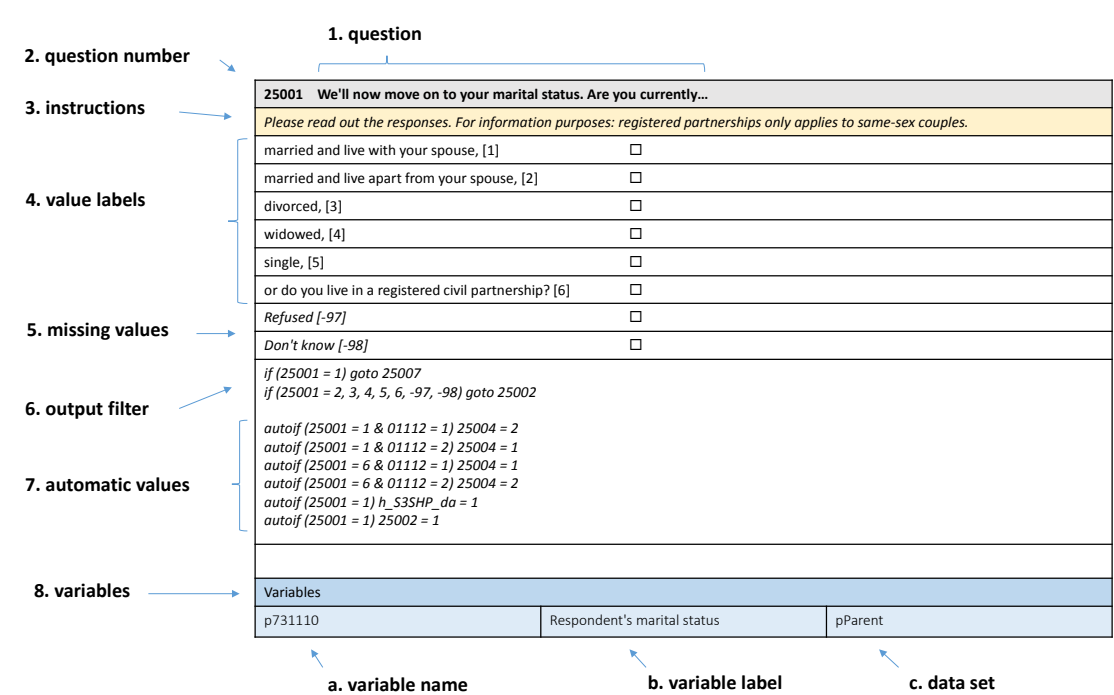 1. question
2. question number
25001 We'll now move on to your marital status. Are you currently…
3. instructions
Please read out the responses. For information purposes: registered partnerships only applies to same-sex couples.
4. value labels
married and live with your spouse, [1]
married and live apart from your spouse, [2]
divorced, [3]
widowed, [4]
single, [5]
or do you live in a registered civil partnership? [6]
5. missing values
Refused [-97]
Don't know [-98]
6. output filter
if (25001 = 1) goto 25007
if (25001 = 2, 3, 4, 5, 6, -97, -98) goto 25002
7. automatic values
autoif (25001 = 1 & 01112 = 1) 25004 = 2
autoif (25001 = 1 & 01112 = 2) 25004 = 1
autoif (25001 = 6 & 01112 = 1) 25004 = 1
autoif (25001 = 6 & 01112 = 2) 25004 = 2
autoif (25001 = 1) h_S3SHP_da = 1
autoif (25001 = 1) 25002 = 1
8. variables
Variables
p731110 Respondent's marital status pParent
a. variable name b. variable label c. data set